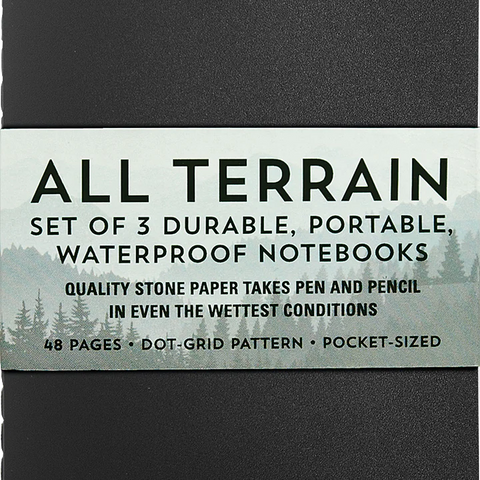 ALL TERRAIN
SET OF 3 DURABLE, PORTABLE,
WATERPROOF NOTEBOOKS
QUALITY STONE PAPER TAKES PEN AND PENCIL
IN EVEN THE WETTEST CONDITIONS
48 PAGES • DOT-GRID PATTERN • POCKET-SIZED